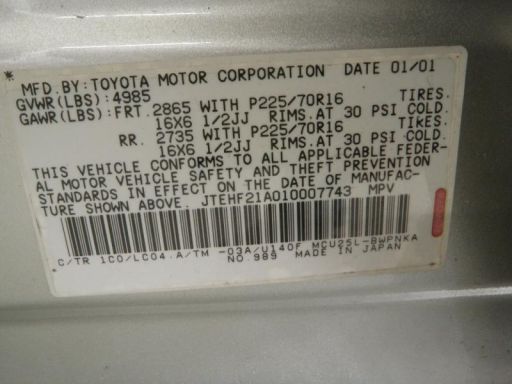 MFD.BY:TOYOTA MOTOR CORPORATION DATE 01/01
GVWR(LBS):4985
GAWR(LBS):FRT.2865 WITH P225/70R16 TIRES.
16X6 1/2JJ RIMS.AT 30 PSI COLD.
RR. 2735 WITH P225/70R16 TIRES.
16X6 1/2JJ RIMS.AT 30 PSI COLD.
THIS VEHICLE CONFORMS TO ALL APPLICABLE FEDER-
AL MOTOR VEHICLE SAFETY AND THEFT PREVENTION
STANDARDS IN EFFECT ON THE DATE OF MANUFAC-
TURE SHOWN ABOVE. JTEHF21A010007743 MPV
C/TR 1C0/LC04.A/TM -03A/U140F MCU25L-BWPNKA
NO.989 MADE IN JAPAN